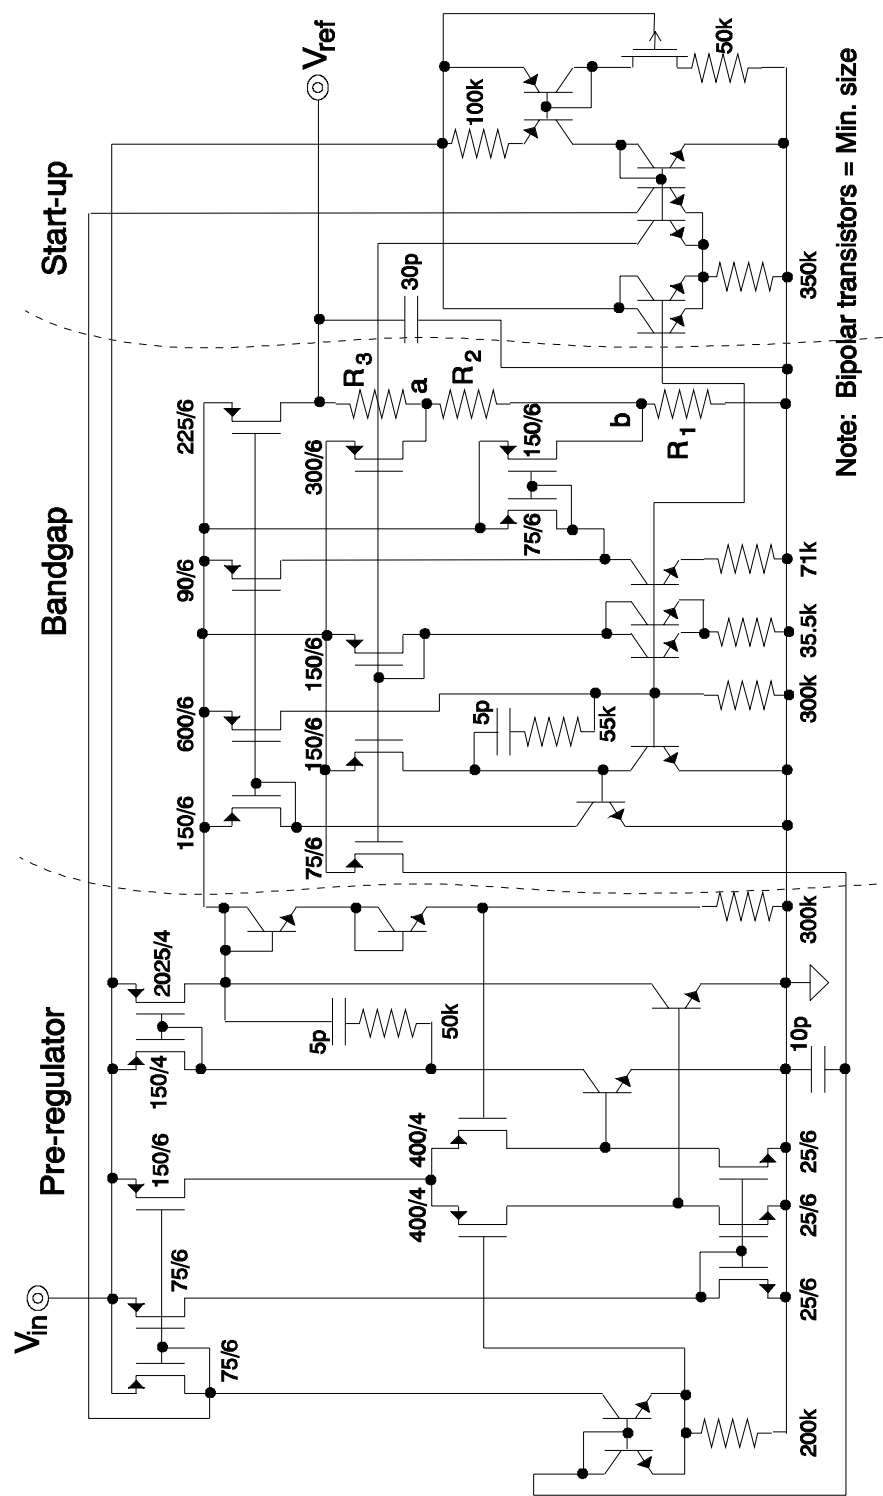 Pre-regulator
Bandgap
Start-up
V_in
V_ref
75/6
75/6
150/6
150/4
2025/4
5p
50k
400/4
400/4
200k
25/6
25/6
25/6
10p
300k
150/6
600/6
90/6
225/6
75/6
150/6
150/6
300/6
R_3
a
R_2
5p
55k
75/6
150/6
b
R_1
300k
35.5k
71k
30p
100k
50k
350k
Note: Bipolar transistors = Min. size